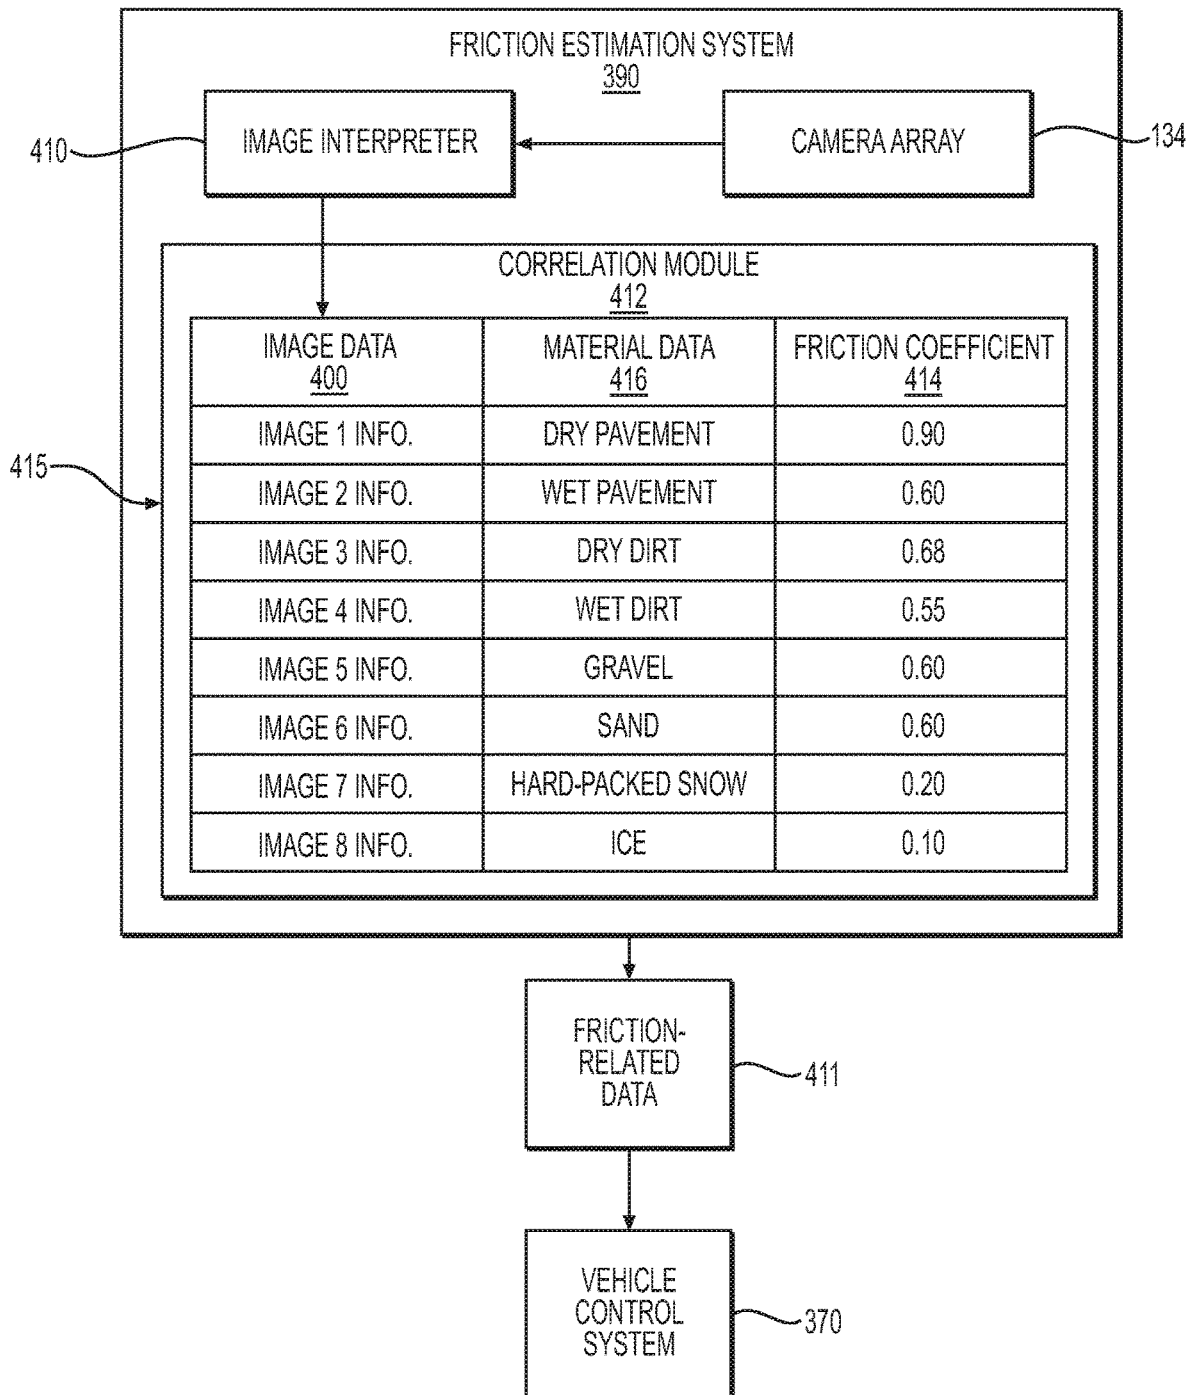 FRICTION ESTIMATION SYSTEM
390
410
IMAGE INTERPRETER
CAMERA ARRAY
134
CORRELATION MODULE
412
IMAGE DATA
400
MATERIAL DATA
416
FRICTION COEFFICIENT
414
415
IMAGE 1 INFO. DRY PAVEMENT 0.90
IMAGE 2 INFO. WET PAVEMENT 0.60
IMAGE 3 INFO. DRY DIRT 0.68
IMAGE 4 INFO. WET DIRT 0.55
IMAGE 5 INFO. GRAVEL 0.60
IMAGE 6 INFO. SAND 0.60
IMAGE 7 INFO. HARD-PACKED SNOW 0.20
IMAGE 8 INFO. ICE 0.10
FRICTION-
RELATED
DATA
411
VEHICLE
CONTROL
SYSTEM
370